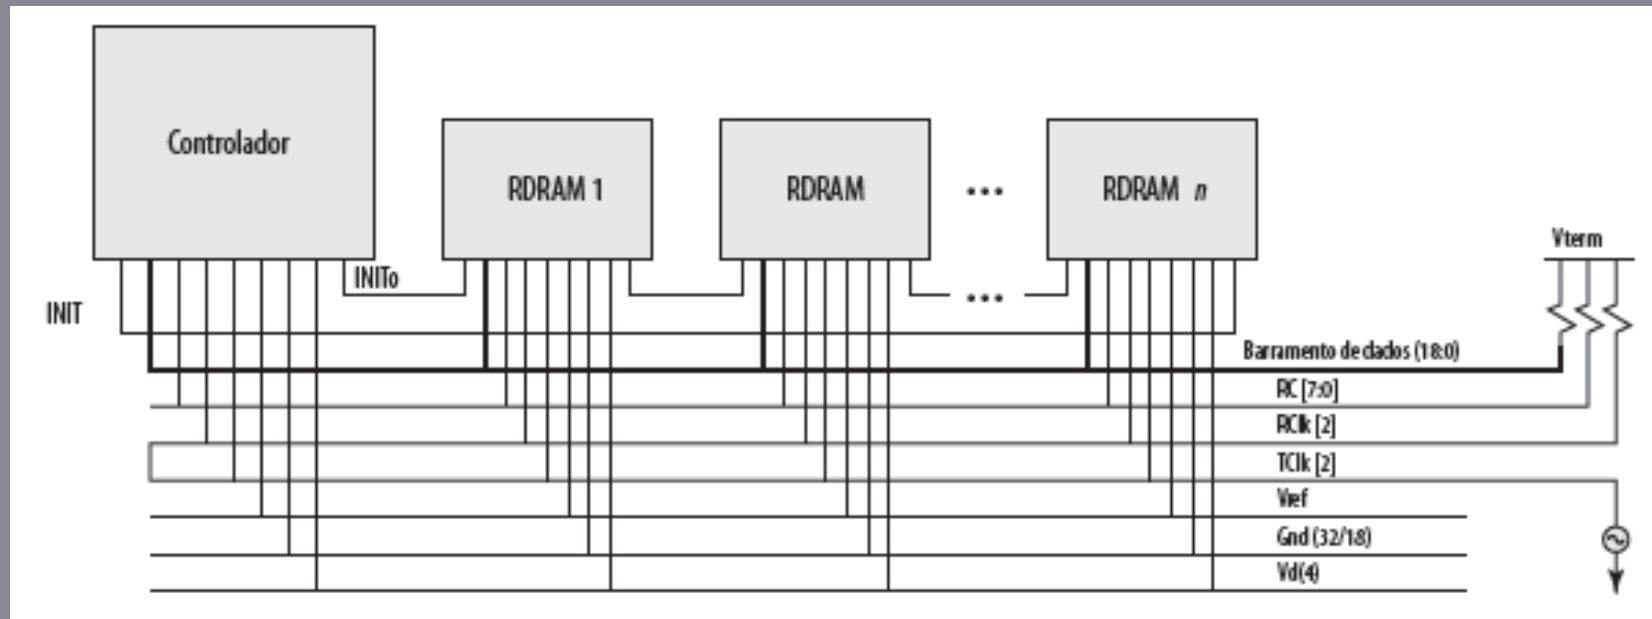 Controlador
RDRAM 1
RDRAM
RDRAM n
Vterm
INITo
INIT
Barramento de dados (18:0)
RC [7:0]
RClk [2]
TClk [2]
Vref
Gnd (32/18)
Vd(4)